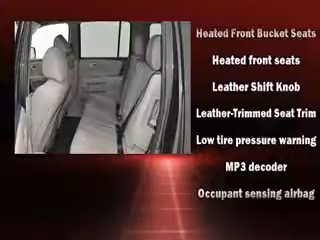 Heated Front Bucket Seats
Heated front seats
Leather Shift Knob
Leather-Trimmed Seat Trim
Low tire pressure warning
MP3 decoder
Occupant sensing airbag